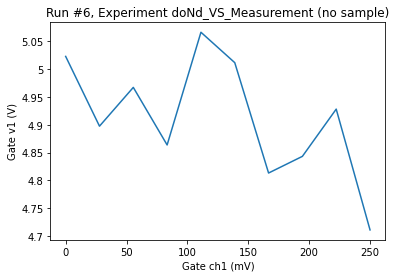 Run #6, Experiment doNd_VS_Measurement (no sample)
5.05
5
4.95
4.9
4.85
4.8
4.75
4.7
Gate v1 (V)
0 50 100 150 200 250
Gate ch1 (mV)